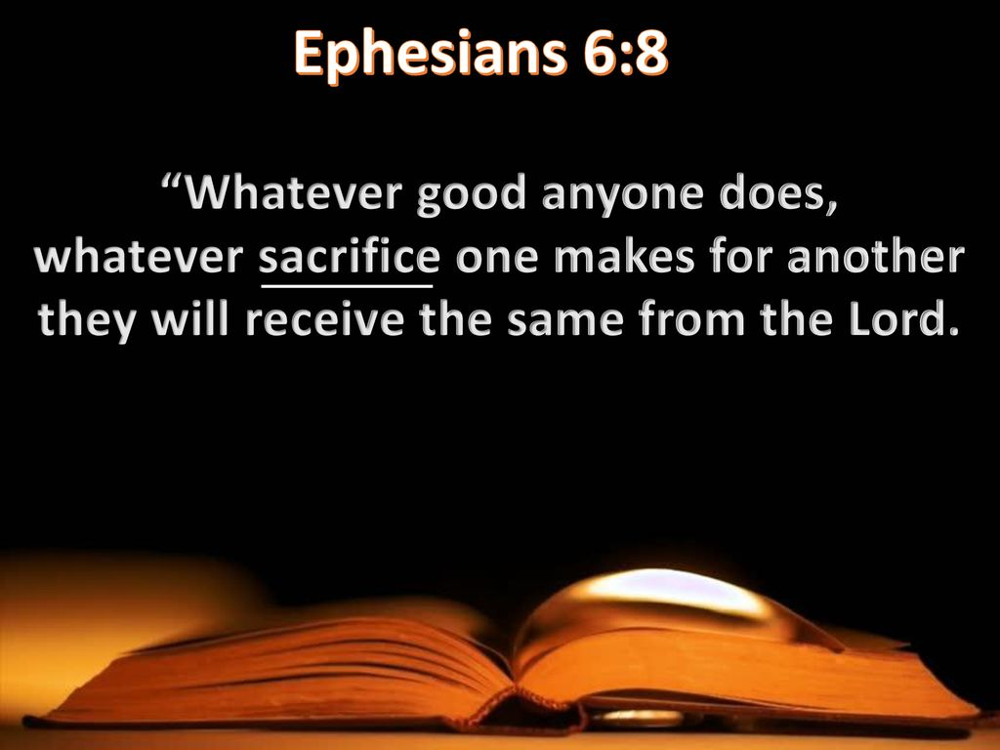 Ephesians 6:8
“Whatever good anyone does,
whatever sacrifice one makes for another
they will receive the same from the Lord.